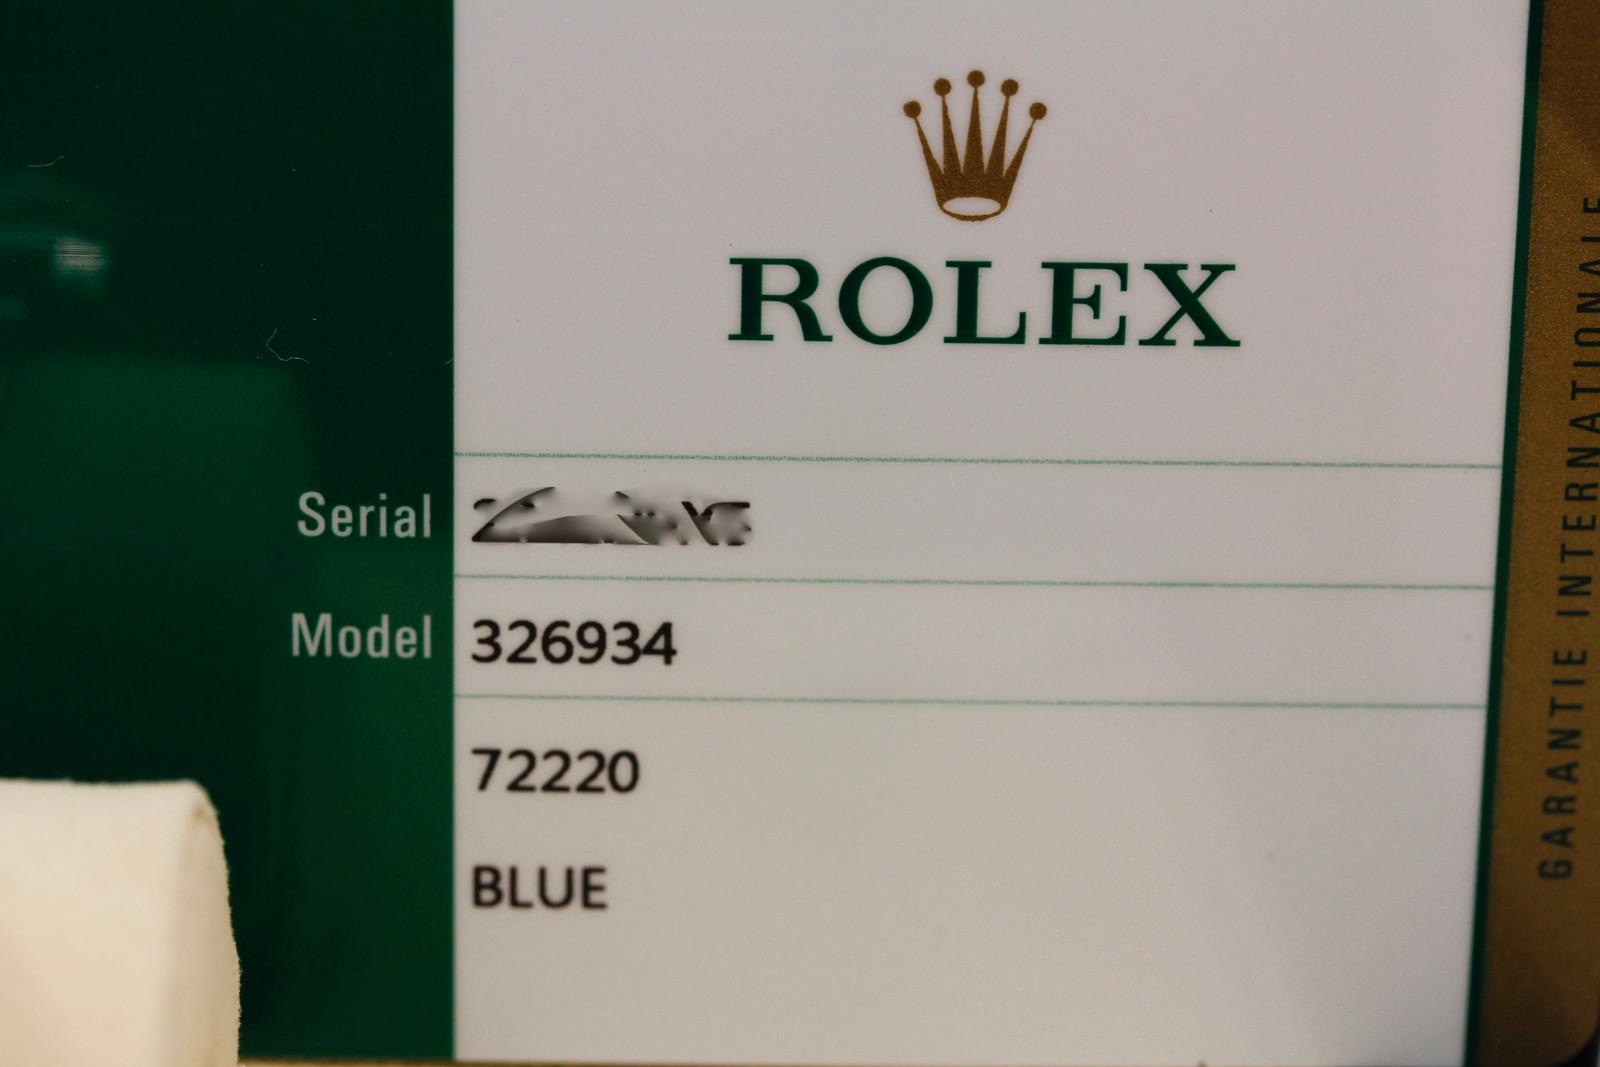 ROLEX
Serial
Model 326934
72220
BLUE
GARANTIE INTERNATIONALE